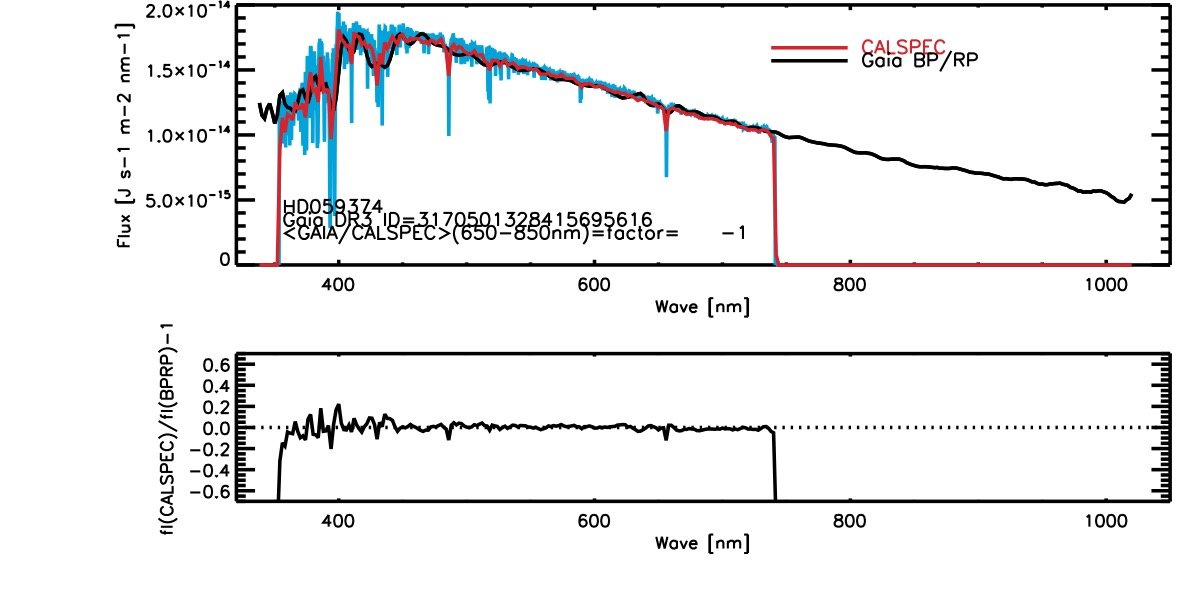 2.0×10−14
1.5×10−14
1.0×10−14
5.0×10−15
0
Flux [J s−1 m−2 nm−1]
CALSPEC
Gaia BP/RP
HD059374
Gaia DR3 ID=3170501328415695616
<GAIA/CALSPEC>(650−850nm)=factor= −1
400 600 800 1000
Wave [nm]
fl(CALSPEC)/fl(BPRP)−1
0.6
0.4
0.2
0.0
−0.2
−0.4
−0.6
400 600 800 1000
Wave [nm]